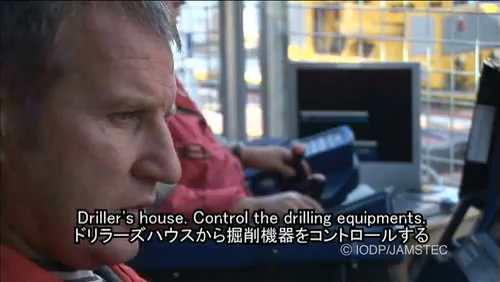 Driller's house. Control the drilling equipments.
ドリラーズハウスから掘削機器をコントロールする
© IODP/JAMSTEC